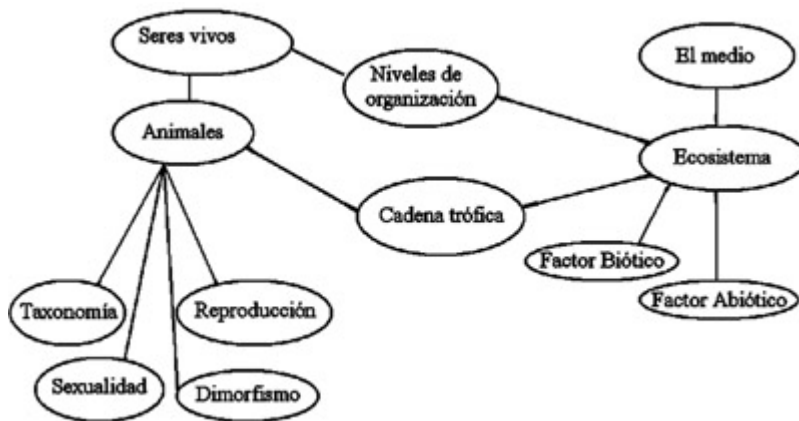 Seres vivos
Niveles de
organización
El medio
Animales
Ecosistema
Cadena trófica
Factor Biótico
Factor Abiótico
Taxonomía
Reproducción
Sexualidad
Dimorfismo